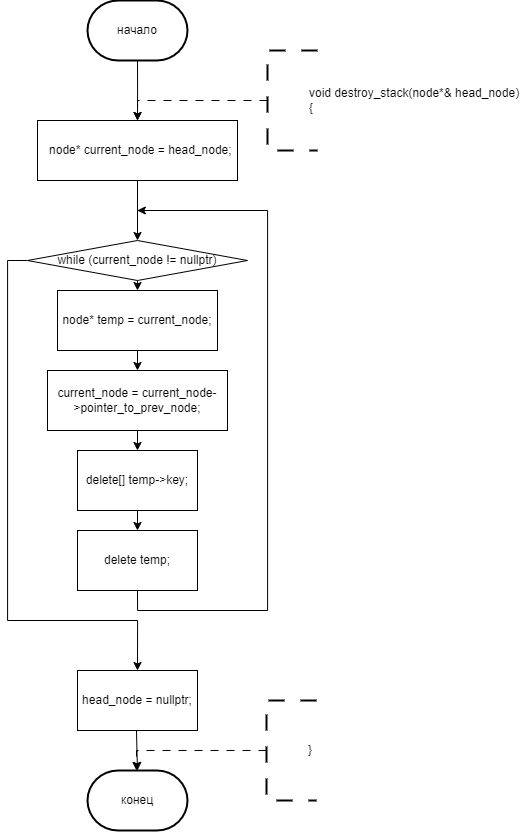 начало
void destroy_stack(node*& head_node)
{
node* current_node = head_node;
while (current_node != nullptr)
node* temp = current_node;
current_node = current_node-
>pointer_to_prev_node;
delete[] temp->key;
delete temp;
head_node = nullptr;
}
конец